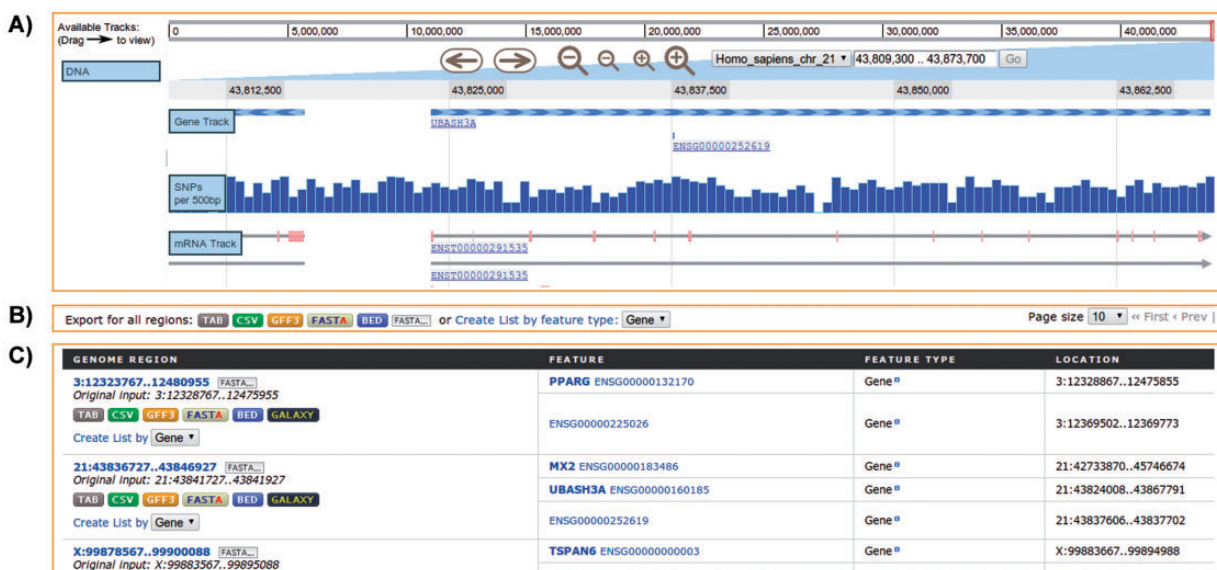 A)
Available Tracks:
(Drag → to view)
DNA
0 5,000,000 10,000,000 15,000,000 20,000,000 25,000,000 30,000,000 35,000,000 40,000,000
Homo_sapiens_chr_21 43,809,300 .. 43,873,700 Go
43,812,500 43,825,000 43,837,500 43,850,000 43,862,500
Gene Track
UBASH3A
ENSG00000252619
SNPs
per 500bp
mRNA Track
ENST00000291535
ENST00000291535
B)
Export for all regions: TAB CSV GFF3 FASTA BED FASTA... or Create List by feature type: Gene
Page size 10 « First ‹ Prev |
C)
GENOME REGION FEATURE FEATURE TYPE LOCATION
3:12323767..12480955 FASTA...
Original input: 3:12328767..12475955
TAB CSV GFF3 FASTA BED GALAXY
Create List by Gene
PPARG ENSG00000132170 Gene 3:12328867..12475855
ENSG00000225026 Gene 3:12369502..12369773
21:43836727..43846927 FASTA...
Original input: 21:43841727..43841927
TAB CSV GFF3 FASTA BED GALAXY
Create List by Gene
MX2 ENSG00000183486 Gene 21:42733870..45746674
UBASH3A ENSG00000160185 Gene 21:43824008..43867791
ENSG00000252619 Gene 21:43837606..43837702
X:99878567..99900088 FASTA...
Original input: X:99883567..99895088
TSPAN6 ENSG00000000003 Gene X:99883667..99894988